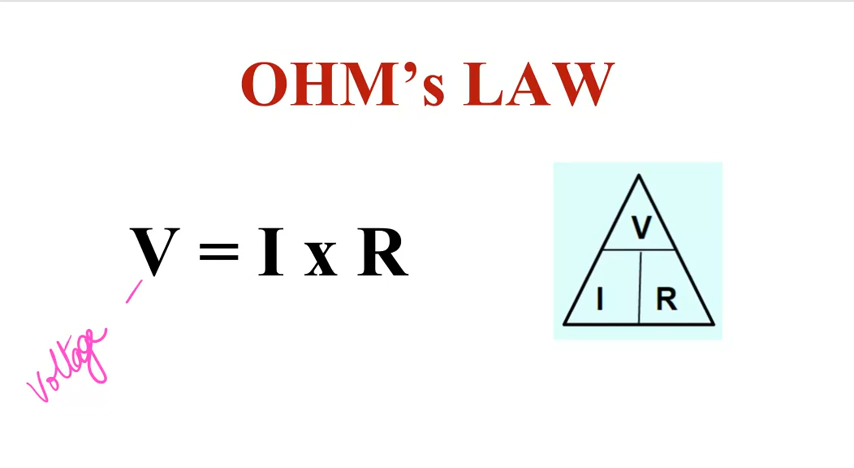 OHM's LAW
V = I x R
V
I R
Voltage